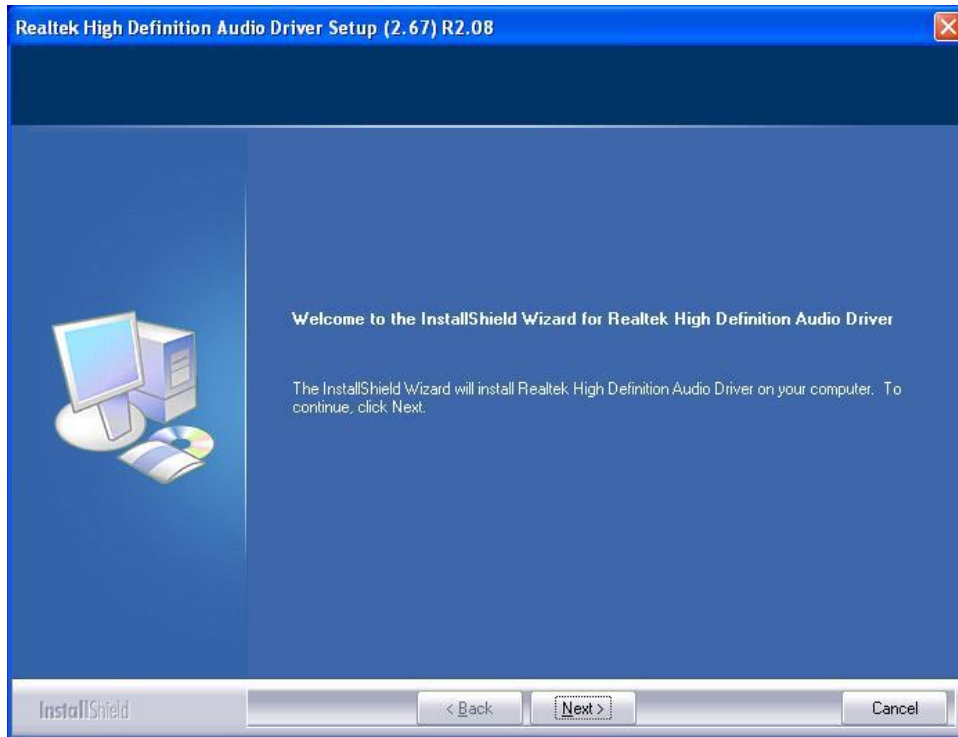 Realtek High Definition Audio Driver Setup (2.67) R2.08
Welcome to the InstallShield Wizard for Realtek High Definition Audio Driver
The InstallShield Wizard will install Realtek High Definition Audio Driver on your computer. To
continue, click Next.
InstallShield
< Back
Next >
Cancel